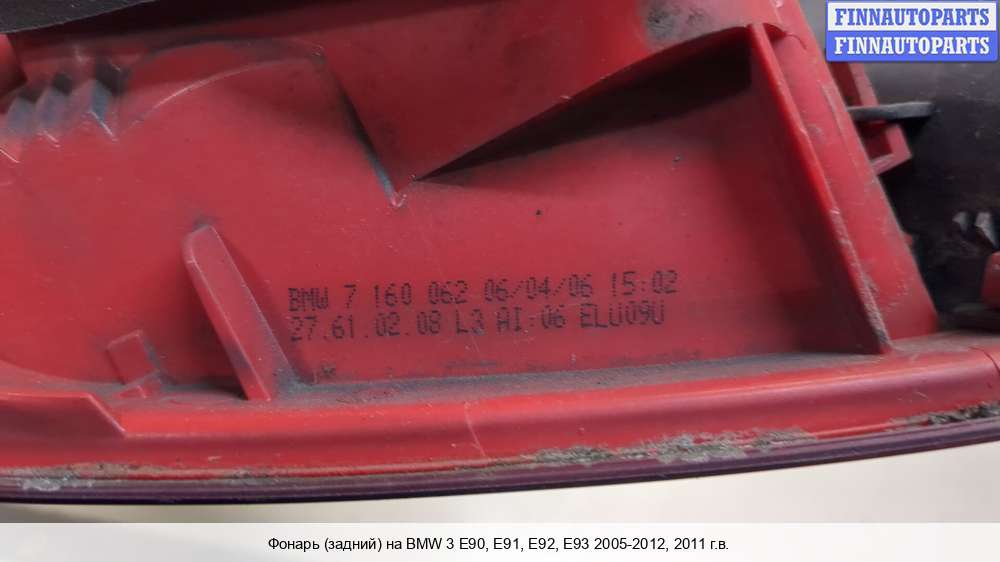 FINNAUTOPARTS
FINNAUTOPARTS
BMW 7 160 062 06/04/06 15:02
27.61.02.08 L3 AI:06 ELU09U
Фонарь (задний) на BMW 3 E90, E91, E92, E93 2005-2012, 2011 г.в.